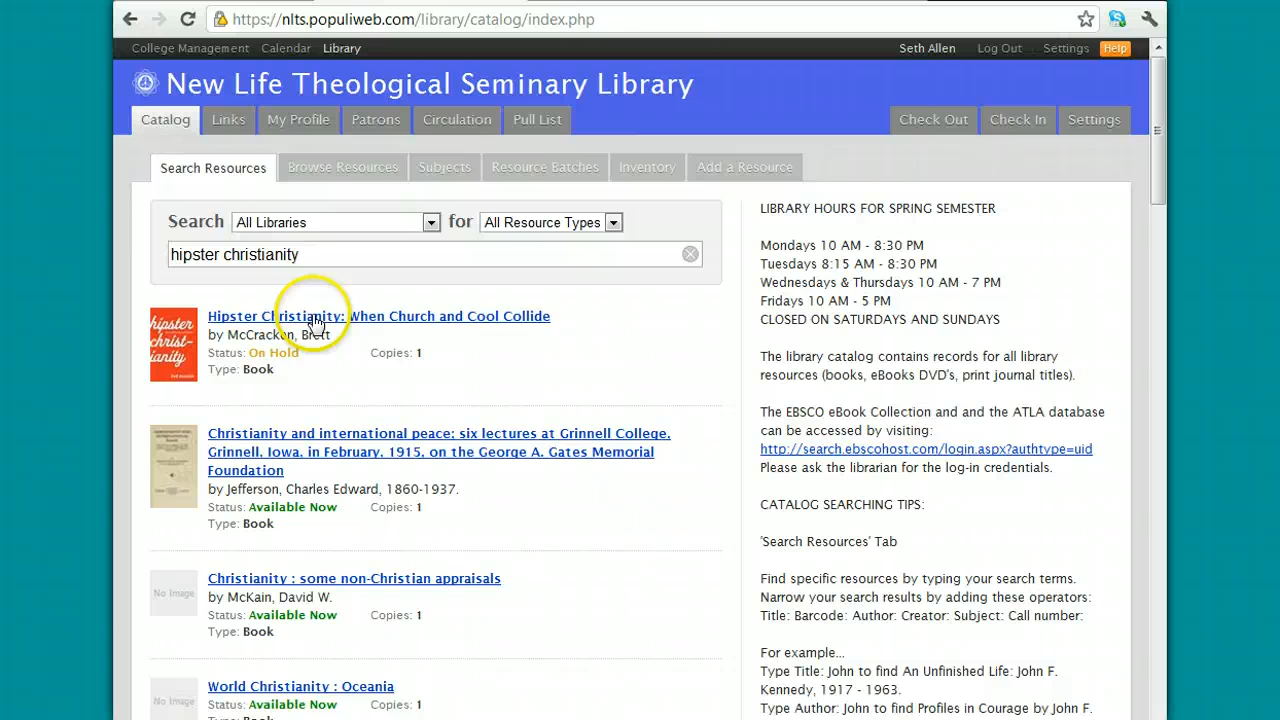 https://nlts.populiweb.com/library/catalog/index.php
College Management Calendar Library Seth Allen Log Out Settings Help
New Life Theological Seminary Library
Catalog Links My Profile Patrons Circulation Pull List Check Out Check In Settings
Search Resources Browse Resources Subjects Resource Batches Inventory Add a Resource
Search All Libraries for All Resource Types
hipster christianity
hipster christ-ianity
Hipster Christianity: When Church and Cool Collide
by McCracken, Brett
Status: On Hold Copies: 1
Type: Book
Christianity and international peace: six lectures at Grinnell College,
Grinnell, Iowa, in February, 1915, on the George A. Gates Memorial
Foundation
by Jefferson, Charles Edward, 1860-1937.
Status: Available Now Copies: 1
Type: Book
No Image
Christianity : some non-Christian appraisals
by McKain, David W.
Status: Available Now Copies: 1
Type: Book
No Image
World Christianity : Oceania
Status: Available Now Copies: 1
Type: Book
LIBRARY HOURS FOR SPRING SEMESTER
Mondays 10 AM - 8:30 PM
Tuesdays 8:15 AM - 8:30 PM
Wednesdays & Thursdays 10 AM - 7 PM
Fridays 10 AM - 5 PM
CLOSED ON SATURDAYS AND SUNDAYS
The library catalog contains records for all library
resources (books, eBooks DVD's, print journal titles).
The EBSCO eBook Collection and and the ATLA database
can be accessed by visiting:
http://search.ebscohost.com/login.aspx?authtype=uid
Please ask the librarian for the log-in credentials.
CATALOG SEARCHING TIPS:
'Search Resources' Tab
Find specific resources by typing your search terms.
Narrow your search results by adding these operators:
Title: Barcode: Author: Creator: Subject: Call number:
For example...
Type Title: John to find An Unfinished Life: John F.
Kennedy, 1917 - 1963.
Type Author: John to find Profiles in Courage by John F.